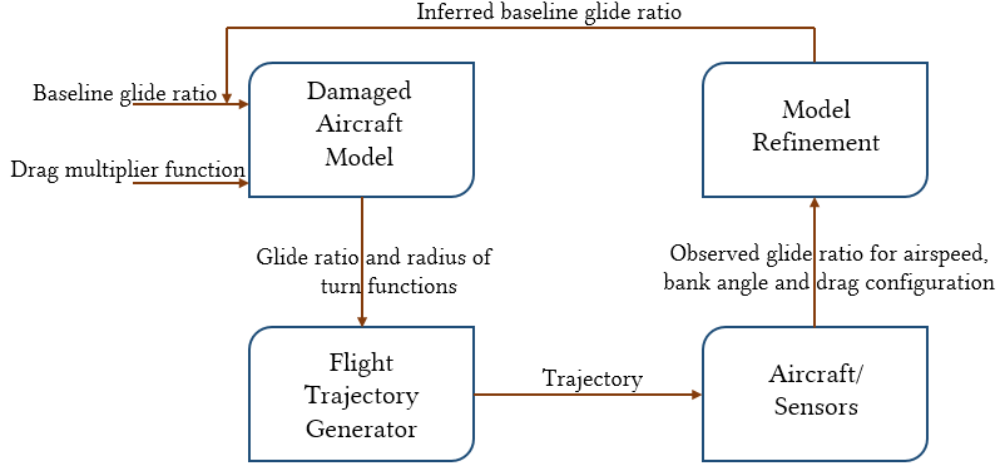 Inferred baseline glide ratio
Baseline glide ratio
Drag multiplier function
Damaged
Aircraft
Model
Model
Refinement
Glide ratio and radius of
turn functions
Observed glide ratio for airspeed,
bank angle and drag configuration
Flight
Trajectory
Generator
Trajectory
Aircraft/
Sensors